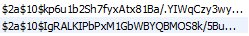 $2a$10$kp6u1b2Sh7fyxAtx81Ba/.YIWqCzy3wy...
$2a$10$IgRALKIPbPxM1GbWBYQBMOS8k/5Bu...